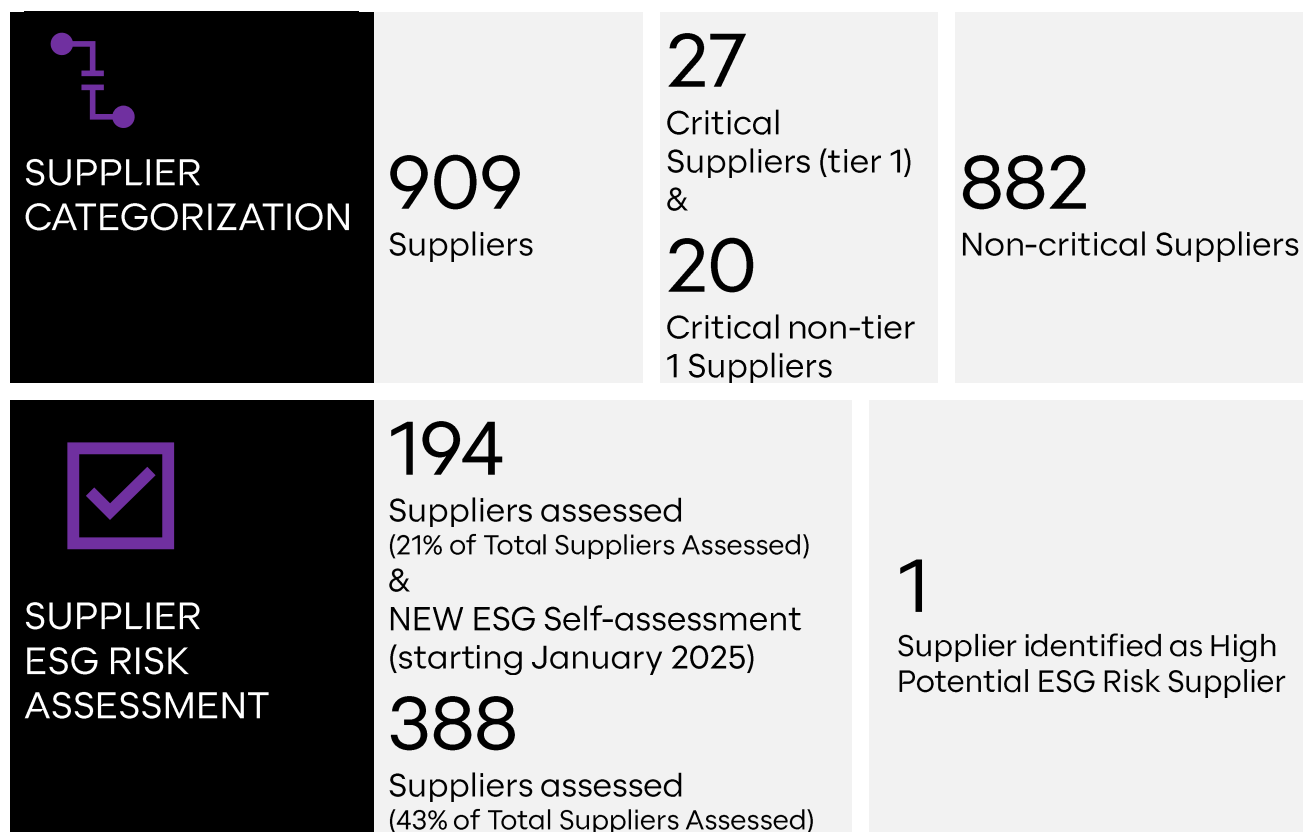 SUPPLIER
CATEGORIZATION
909
Suppliers
27
Critical
Suppliers (tier 1)
&
20
Critical non-tier
1 Suppliers
882
Non-critical Suppliers
SUPPLIER
ESG RISK
ASSESSMENT
194
Suppliers assessed
(21% of Total Suppliers Assessed)
&
NEW ESG Self-assessment
(starting January 2025)
388
Suppliers assessed
(43% of Total Suppliers Assessed)
1
Supplier identified as High
Potential ESG Risk Supplier